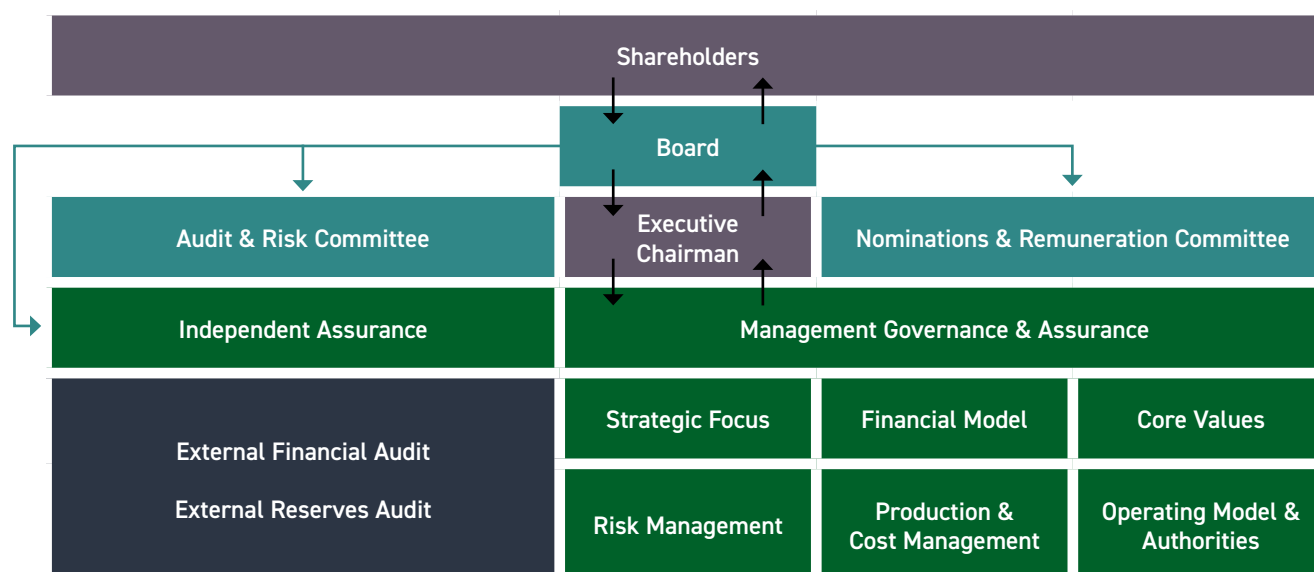 Shareholders
Board
Audit & Risk Committee
Executive
Chairman
Nominations & Remuneration Committee
Independent Assurance
Management Governance & Assurance
External Financial Audit
External Reserves Audit
Strategic Focus
Financial Model
Core Values
Risk Management
Production &
Cost Management
Operating Model &
Authorities